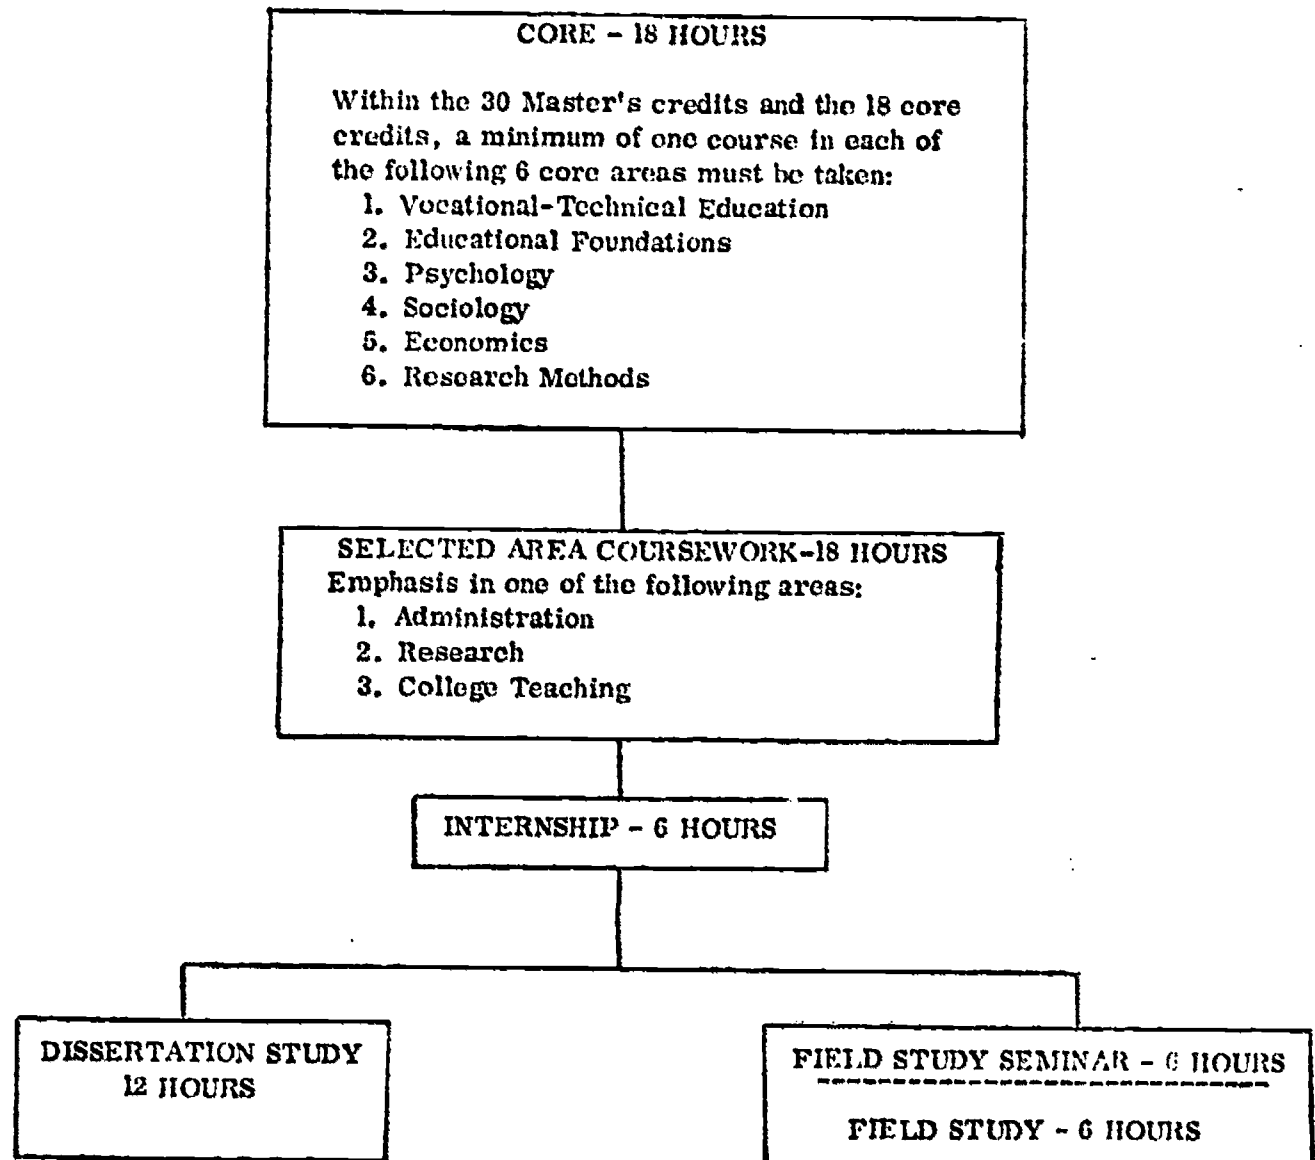 CORE - 18 HOURS
Within the 30 Master's credits and the 18 core
credits, a minimum of one course in each of
the following 6 core areas must be taken:
1. Vocational-Technical Education
2. Educational Foundations
3. Psychology
4. Sociology
5. Economics
6. Research Methods
SELECTED AREA COURSEWORK-18 HOURS
Emphasis in one of the following areas:
1. Administration
2. Research
3. College Teaching
INTERNSHIP - 6 HOURS
DISSERTATION STUDY
12 HOURS
FIELD STUDY SEMINAR - 6 HOURS
FIELD STUDY - 6 HOURS